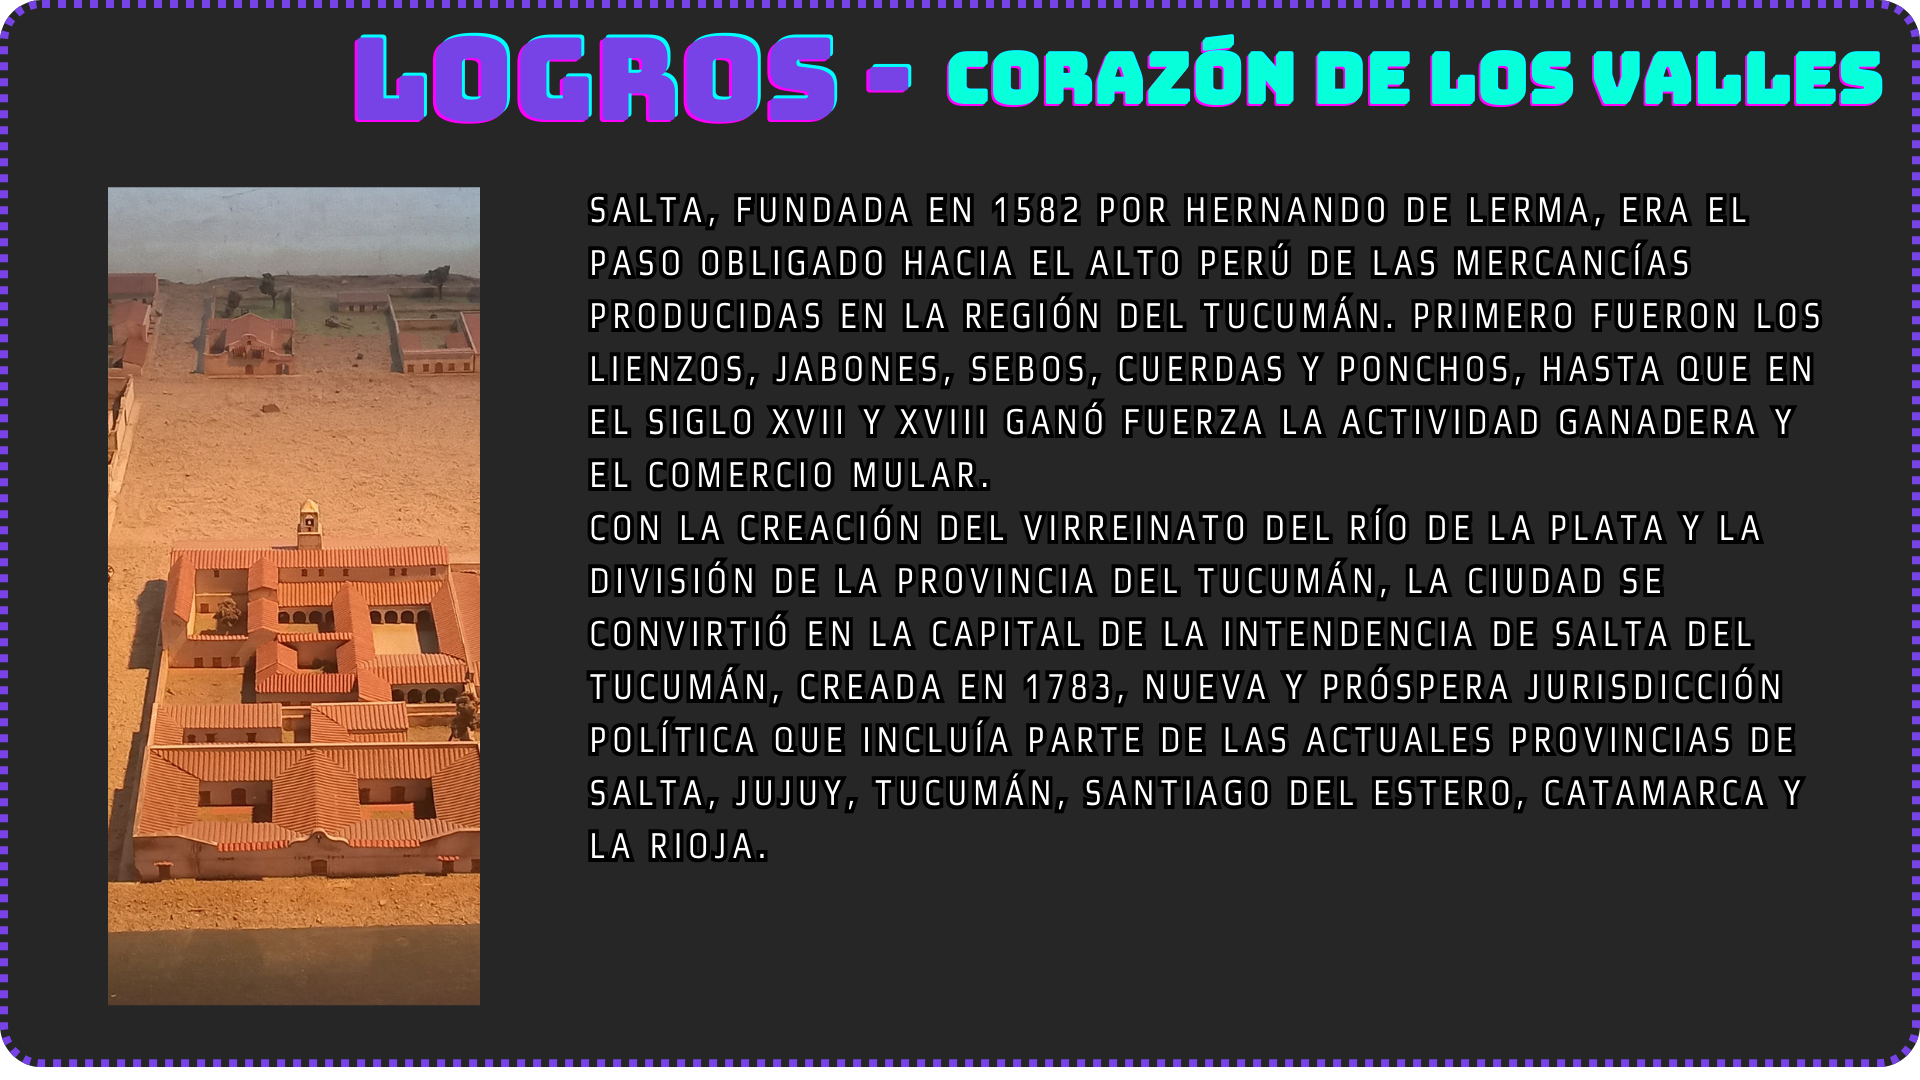 LOGROS - CORAZÓN DE LOS VALLES
SALTA, FUNDADA EN 1582 POR HERNANDO DE LERMA, ERA EL
PASO OBLIGADO HACIA EL ALTO PERÚ DE LAS MERCANCÍAS
PRODUCIDAS EN LA REGIÓN DEL TUCUMÁN. PRIMERO FUERON LOS
LIENZOS, JABONES, SEBOS, CUERDAS Y PONCHOS, HASTA QUE EN
EL SIGLO XVII Y XVIII GANÓ FUERZA LA ACTIVIDAD GANADERA Y
EL COMERCIO MULAR.
CON LA CREACIÓN DEL VIRREINATO DEL RÍO DE LA PLATA Y LA
DIVISIÓN DE LA PROVINCIA DEL TUCUMÁN, LA CIUDAD SE
CONVIRTIÓ EN LA CAPITAL DE LA INTENDENCIA DE SALTA DEL
TUCUMÁN, CREADA EN 1783, NUEVA Y PRÓSPERA JURISDICCIÓN
POLÍTICA QUE INCLUÍA PARTE DE LAS ACTUALES PROVINCIAS DE
SALTA, JUJUY, TUCUMÁN, SANTIAGO DEL ESTERO, CATAMARCA Y
LA RIOJA.